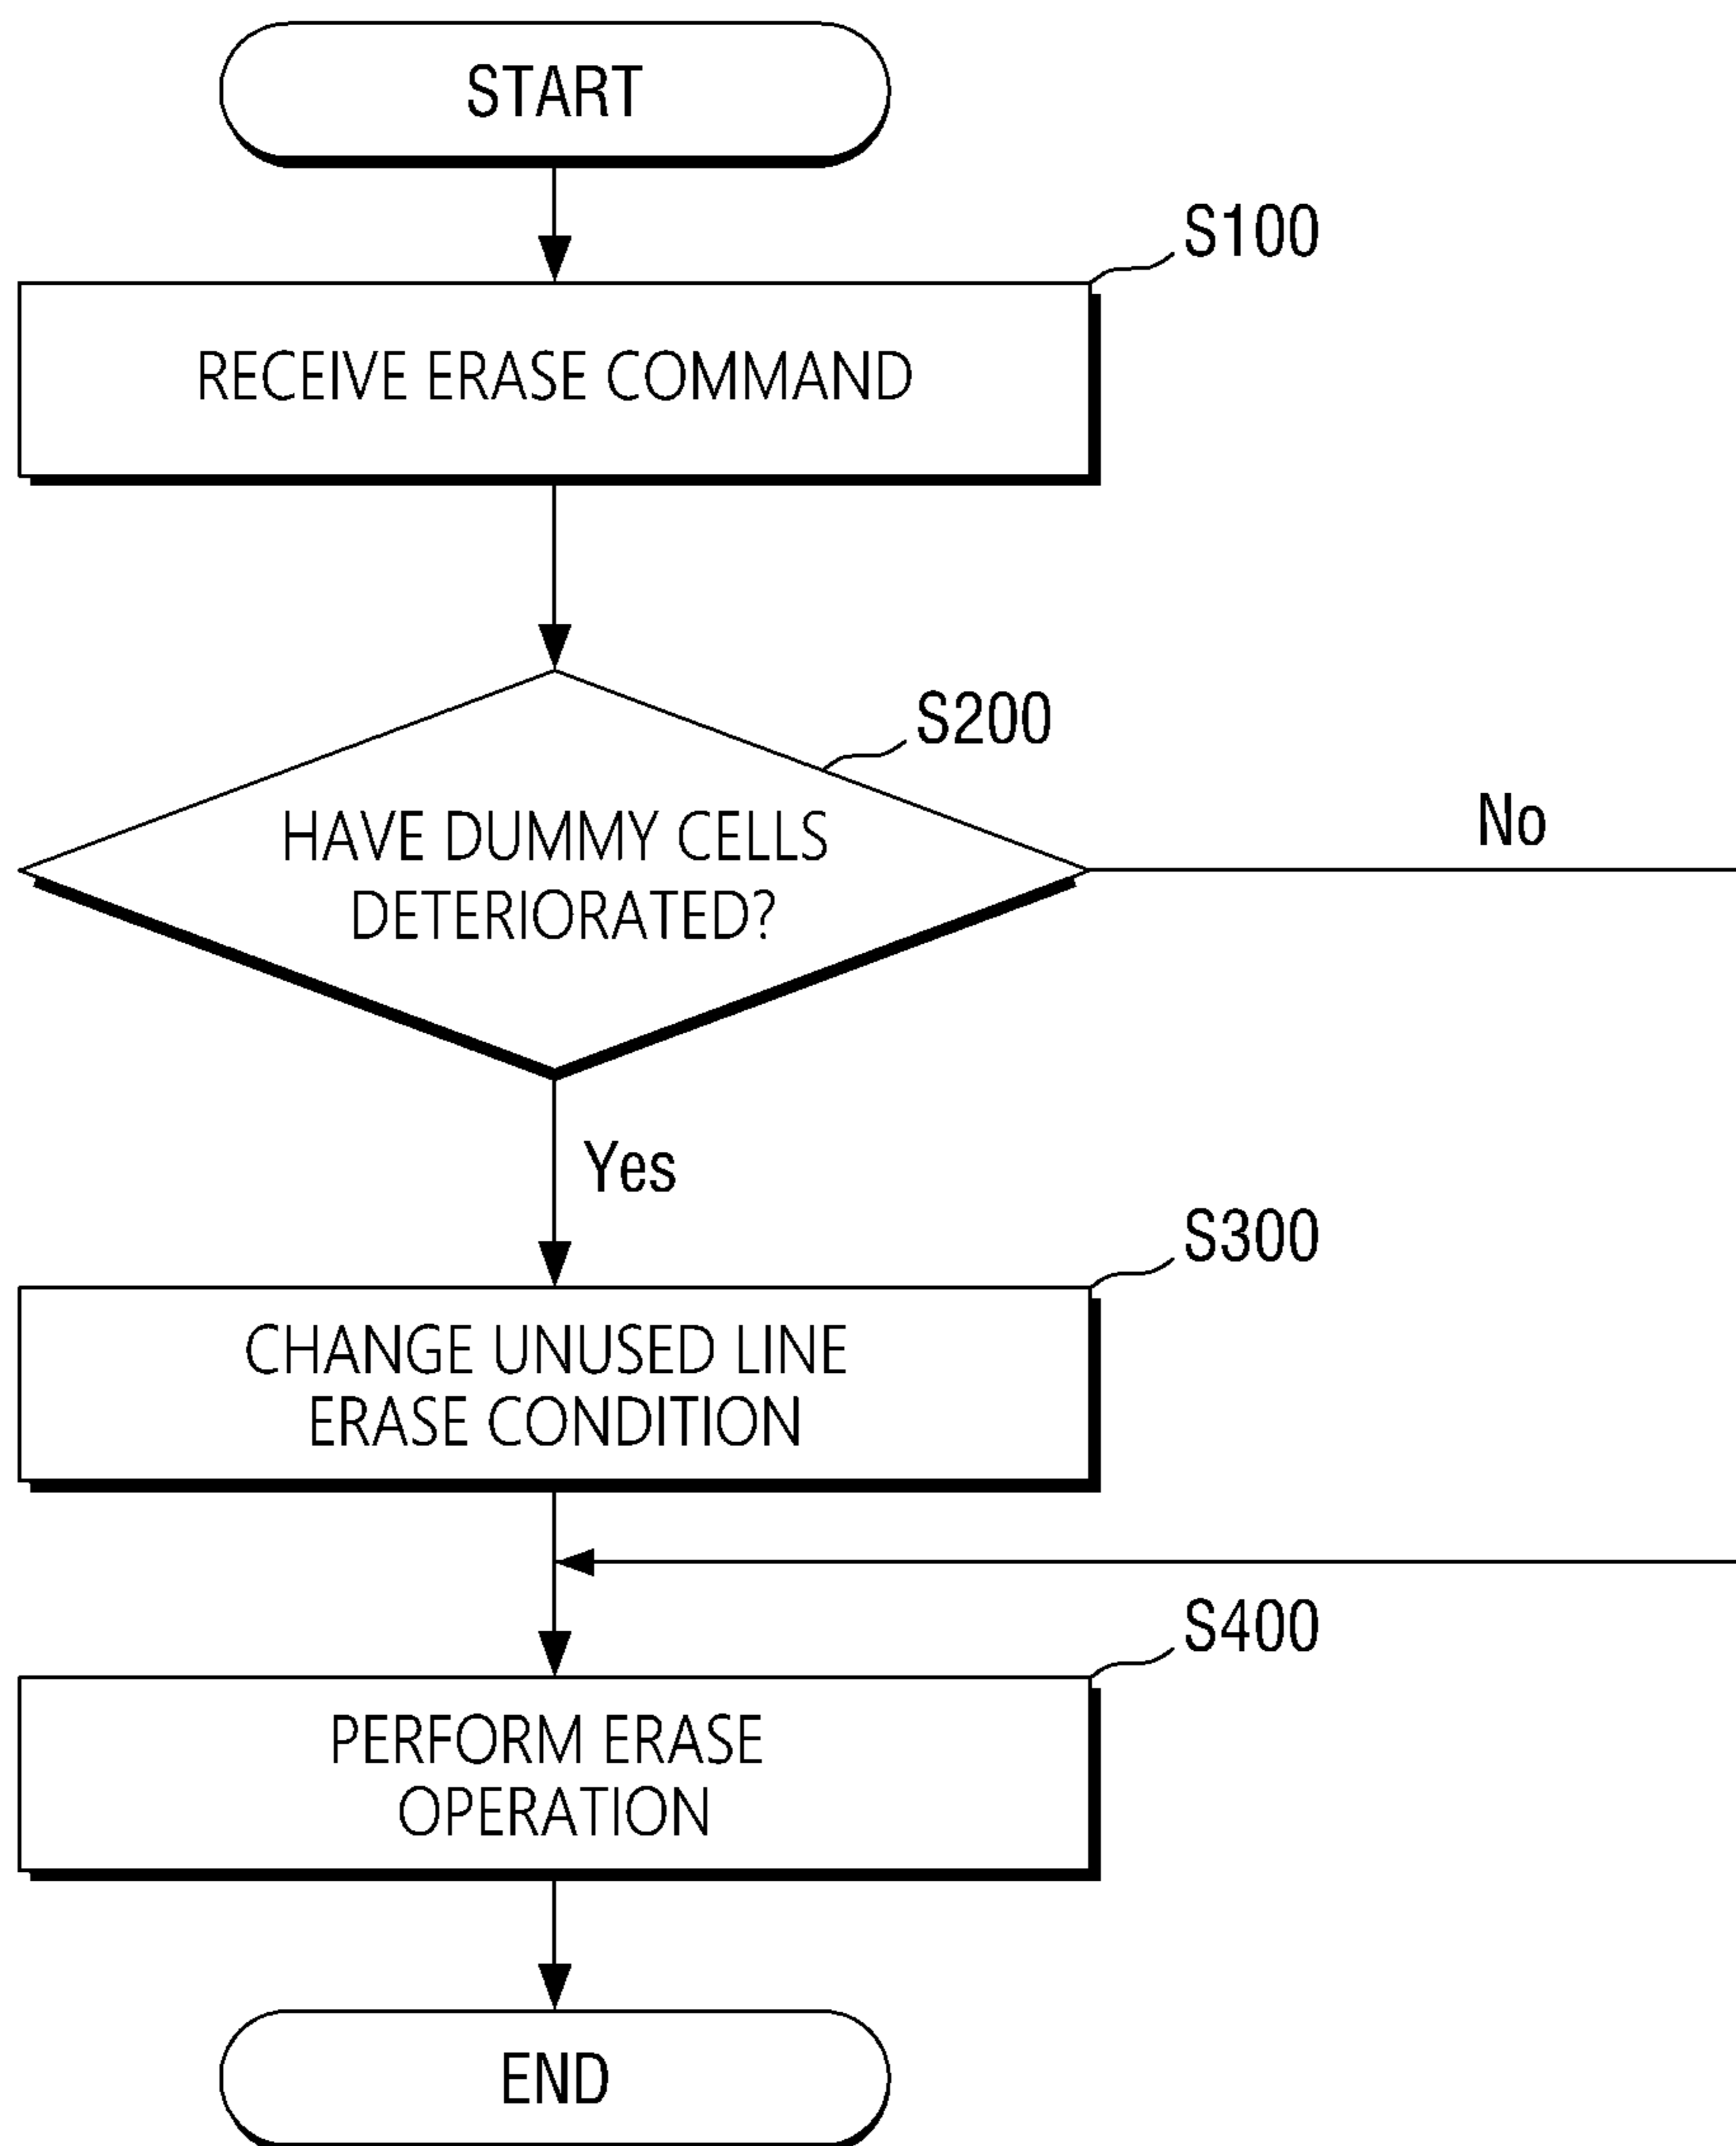 START
S100
RECEIVE ERASE COMMAND
S200
HAVE DUMMY CELLS
DETERIORATED?
No
Yes
S300
CHANGE UNUSED LINE
ERASE CONDITION
S400
PERFORM ERASE
OPERATION
END